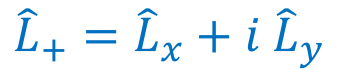 L̂₊ = L̂ₓ + i L̂ᵧ